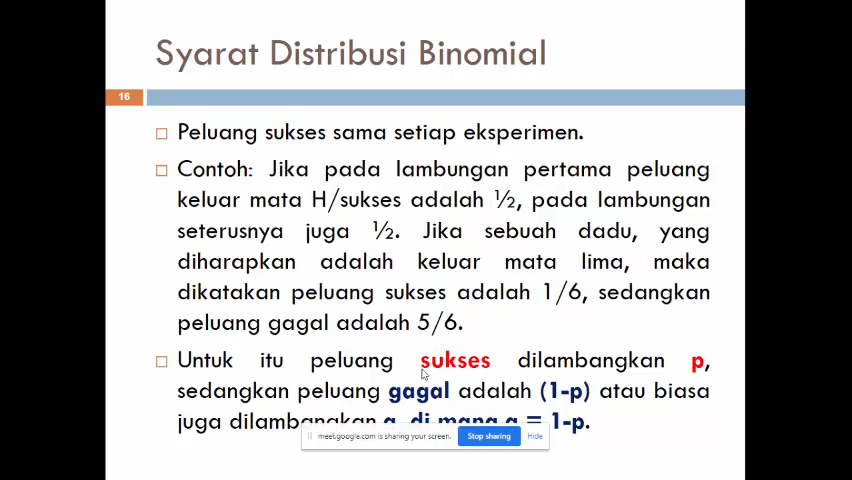 Syarat Distribusi Binomial
16
Peluang sukses sama setiap eksperimen.
Contoh: Jika pada lambungan pertama peluang
keluar mata H/sukses adalah ½, pada lambungan
seterusnya juga ½. Jika sebuah dadu, yang
diharapkan adalah keluar mata lima, maka
dikatakan peluang sukses adalah 1/6, sedangkan
peluang gagal adalah 5/6.
Untuk itu peluang sukses dilambangkan p,
sedangkan peluang gagal adalah (1-p) atau biasa
juga dilambangkan q, di mana q = 1-p.
meet.google.com is sharing your screen. Stop sharing Hide